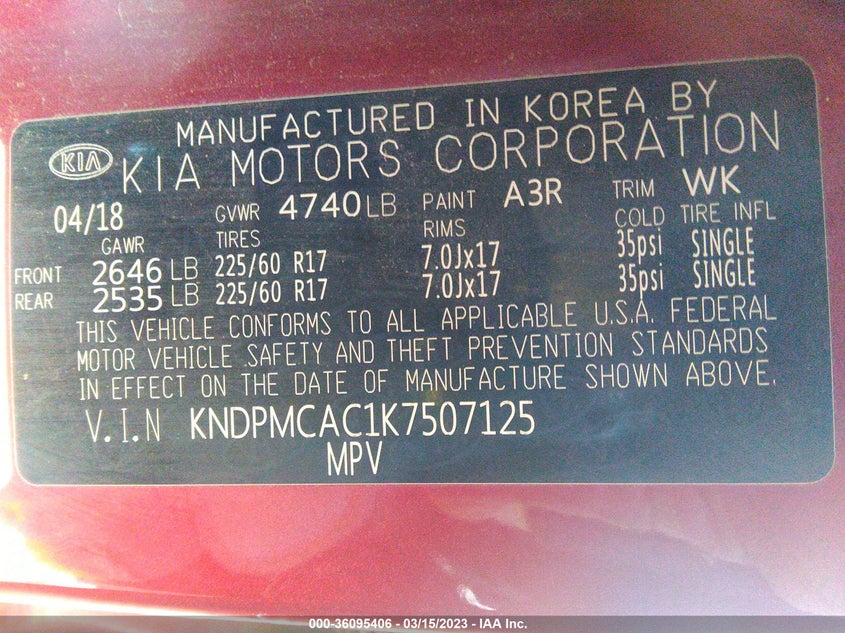 MANUFACTURED IN KOREA BY
KIA KIA MOTORS CORPORATION
04/18 GVWR 4740 LB PAINT A3R TRIM WK
GAWR TIRES RIMS COLD TIRE INFL
FRONT 2646 LB 225/60 R17 7.0Jx17 35psi SINGLE
REAR 2535 LB 225/60 R17 7.0Jx17 35psi SINGLE
THIS VEHICLE CONFORMS TO ALL APPLICABLE U.S.A. FEDERAL
MOTOR VEHICLE SAFETY AND THEFT PREVENTION STANDARDS
IN EFFECT ON THE DATE OF MANUFACTURE SHOWN ABOVE.
V.I.N KNDPMCAC1K7507125
MPV
000-36095406 - 03/15/2023 - IAA Inc.